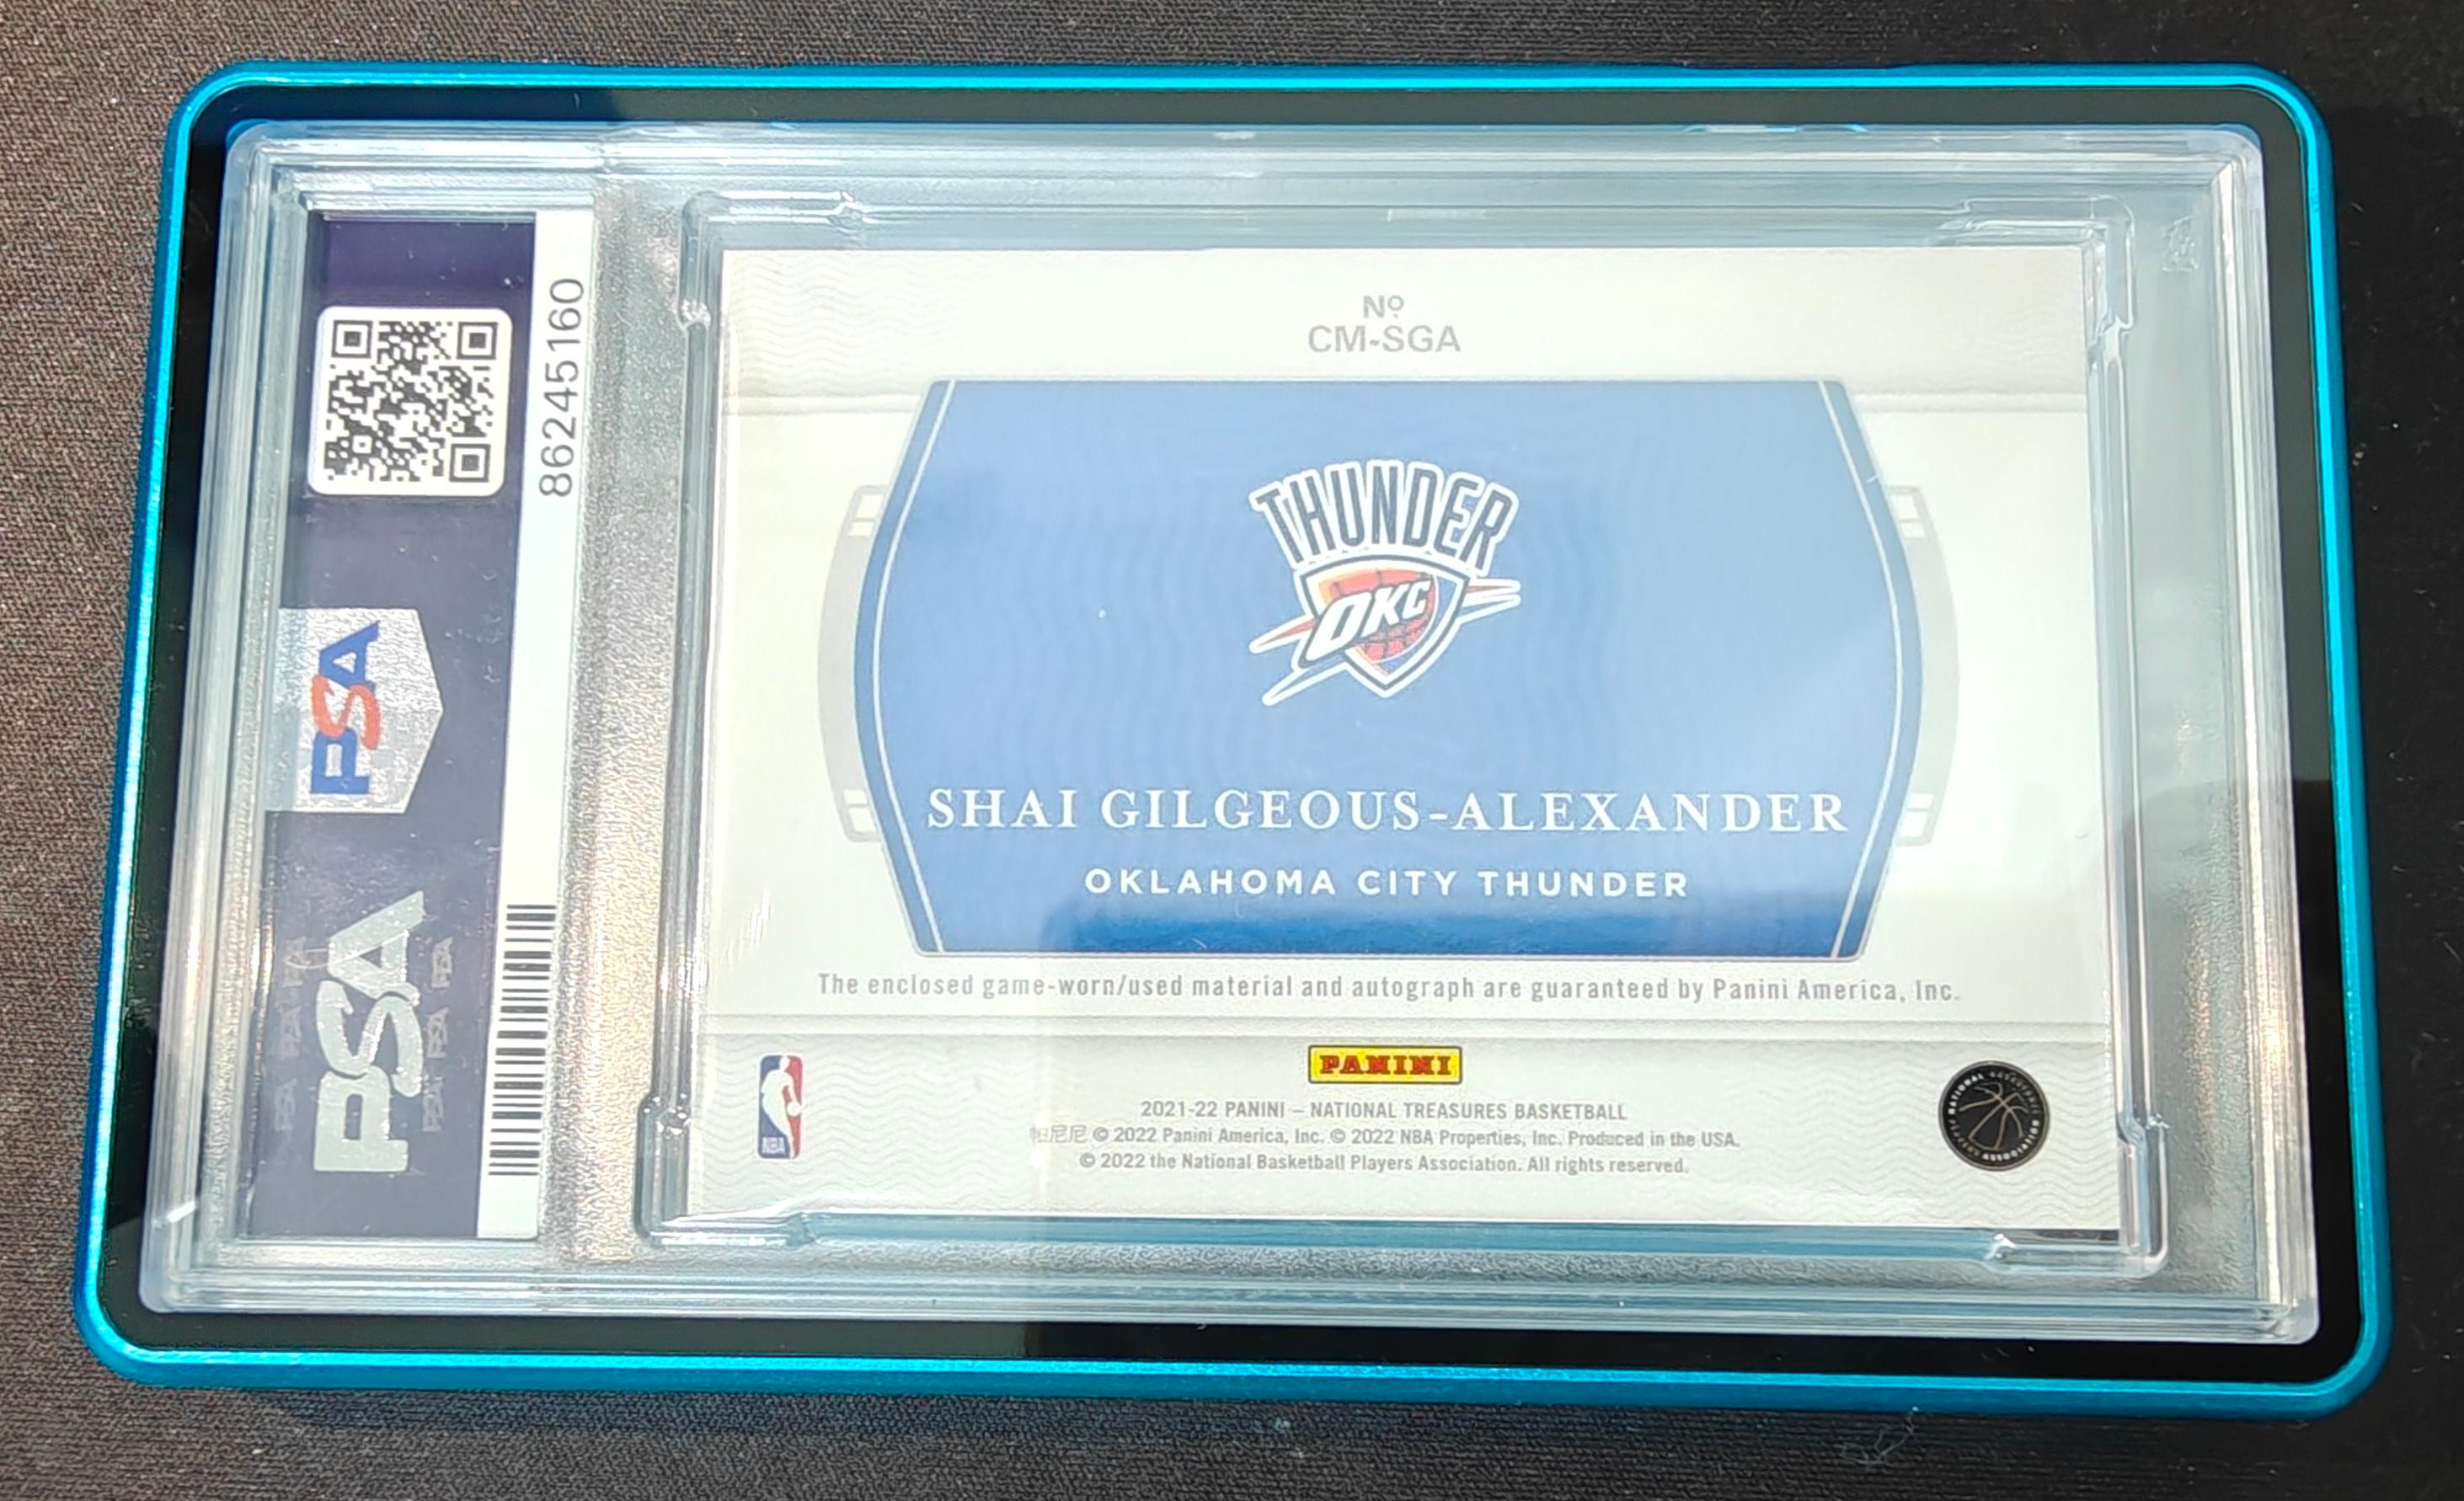 86245160
PSA
PSA
Nº
CM-SGA
THUNDER
OKC
SHAI GILGEOUS-ALEXANDER
OKLAHOMA CITY THUNDER
The enclosed game-worn/used material and autograph are guaranteed by Panini America, Inc.
PANINI
2021-22 PANINI – NATIONAL TREASURES BASKETBALL
帕尼尼 © 2022 Panini America, Inc. © 2022 NBA Properties, Inc. Produced in the USA.
© 2022 the National Basketball Players Association. All rights reserved.
NBA